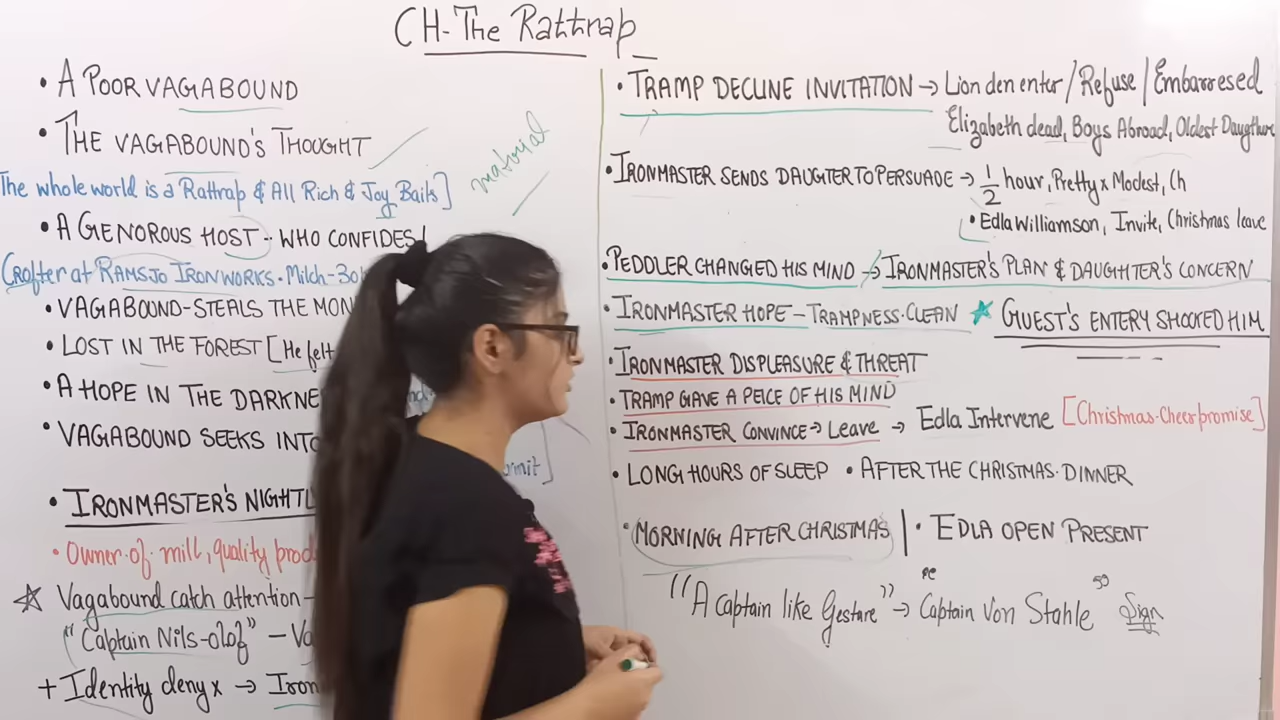 CH-The Rattrap
• A POOR VAGABOUND
• THE VAGABOUND'S THOUGHT
The whole world is a Rattrap & All Rich & Joy Baits]
material
• A GENOROUS HOST - WHO CONFIDES!
Crofter at RAMSJO IRONWORKS. Milch-30
• VAGABOUND-STEALS THE MON
• LOST IN THE FOREST [He felt
• A HOPE IN THE DARKNE
• VAGABOUND SEEKS INTO
• IRONMASTER'S NIGHTL
• Owner of mill, quality prod
☆ Vagabound catch attention-
"Captain Nils-olof" - Va
+ Identity deny x → Iron
• TRAMP DECLINE INVITATION → Lion den enter / Refuse / Embarresed
Elizabeth dead, Boys Abroad, Oldest Daugthure
• IRONMASTER SENDS DAUGTER TO PERSUADE → 1/2 hour, Pretty x Modest, Ch
• Edla Williamson, Invite, Christmas leave
• PEDDLER CHANGED HIS MIND → IRONMASTER'S PLAN & DAUGHTER'S CONCERN
• IRONMASTER HOPE - TRAMPNESS. CLEAN ★ GUEST'S ENTERY SHOCKED HIM
• IRONMASTER DISPLEASURE & THREAT
• TRAMP GAVE A PEICE OF HIS MIND
• IRONMASTER CONVINCE → Leave → Edla Intervene [Christmas-Cheer promise]
• LONG HOURS OF SLEEP • AFTER THE CHRISTMAS. DINNER
• MORNING AFTER CHRISTMAS | • EDLA OPEN PRESENT
"A Captain like Gesture" → Captain Von Stahle Sign